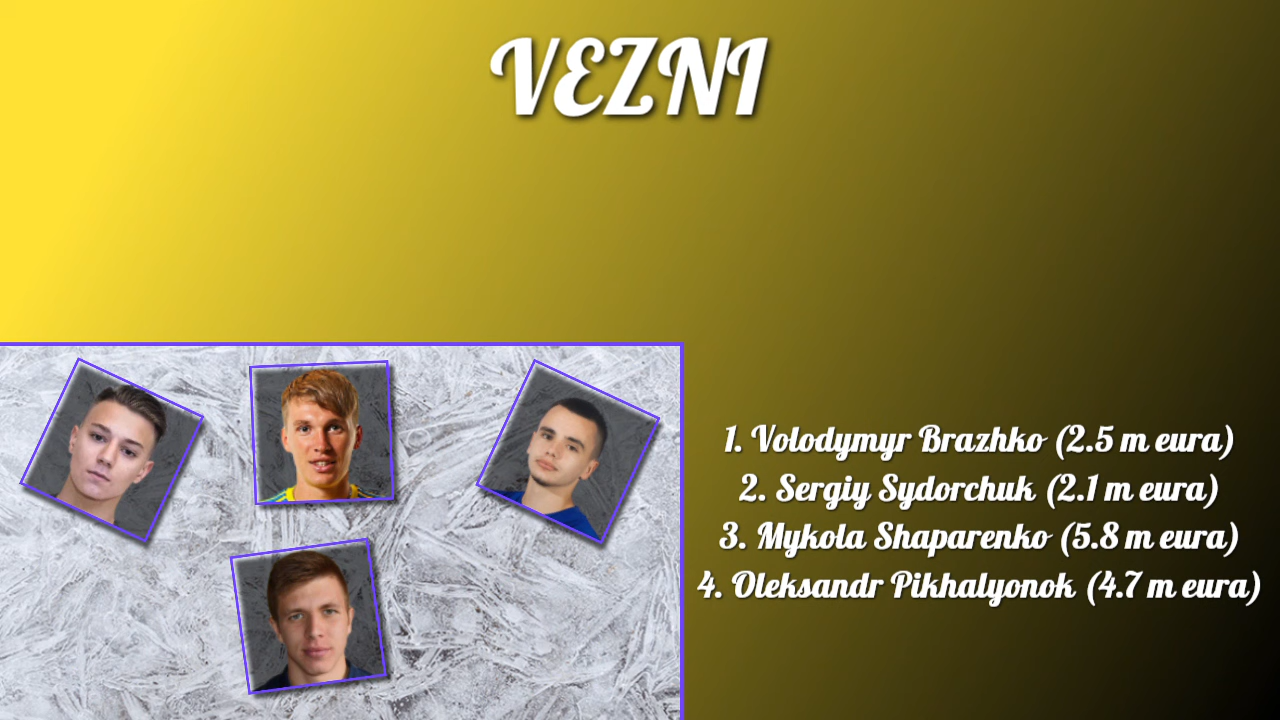 VEZNI
1. Volodymyr Brazhko (2.5 m eura)
2. Sergiy Sydorchuk (2.1 m eura)
3. Mykola Shaparenko (5.8 m eura)
4. Oleksandr Pikhalyonok (4.7 m eura)